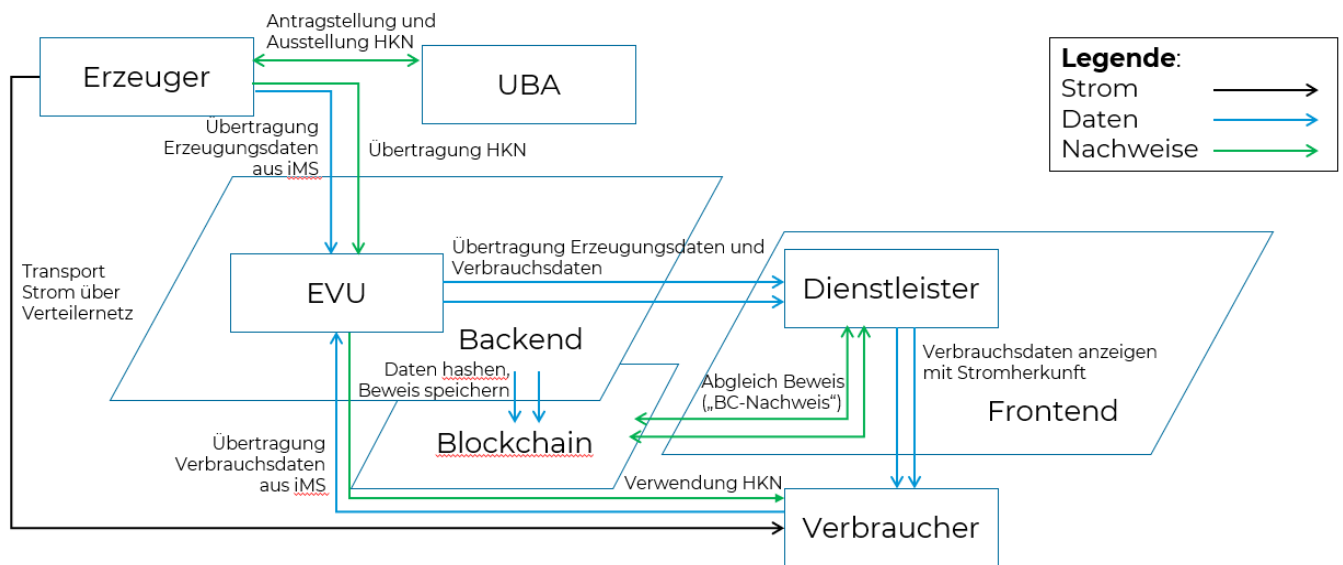 Antragstellung und
Ausstellung HKN
Erzeuger
UBA
Legende:
Strom
Daten
Nachweise
Übertragung
Erzeugungsdaten
aus iMS
Übertragung HKN
Transport
Strom über
Verteilernetz
EVU
Übertragung Erzeugungsdaten und
Verbrauchsdaten
Dienstleister
Backend
Daten hashen,
Beweis speichern
Blockchain
Abgleich Beweis
(„BC-Nachweis“)
Verbrauchsdaten anzeigen
mit Stromherkunft
Frontend
Übertragung
Verbrauchsdaten
aus iMS
Verwendung HKN
Verbraucher